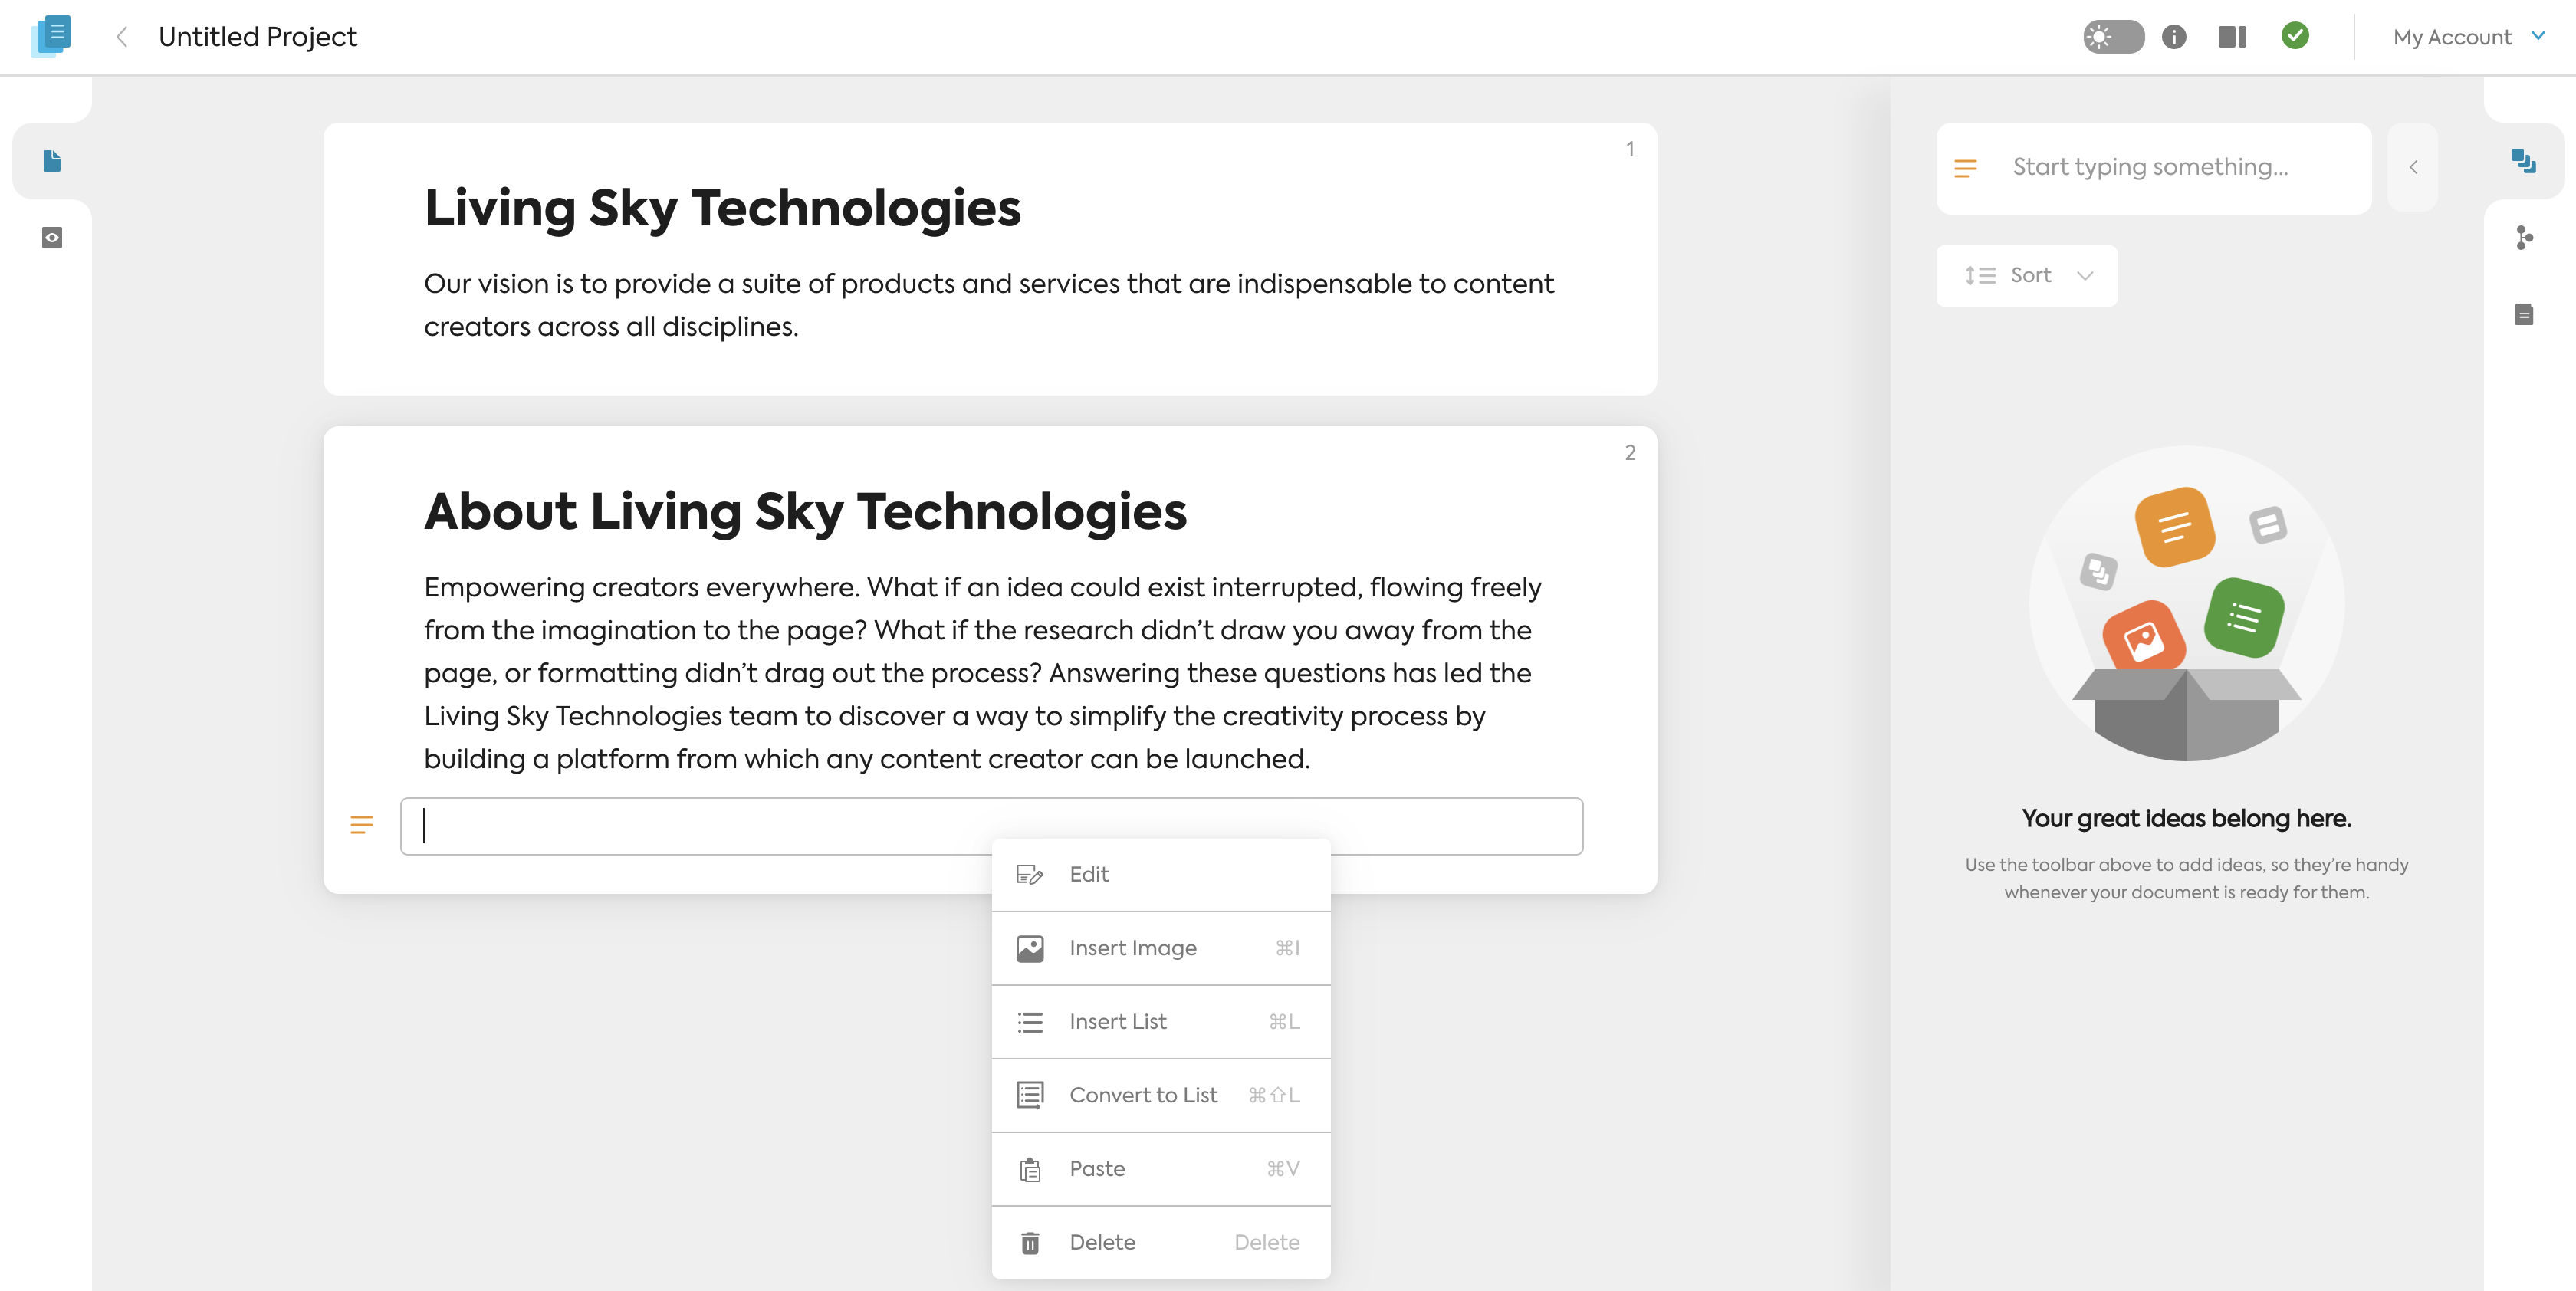 Untitled Project
My Account
1
Living Sky Technologies
Our vision is to provide a suite of products and services that are indispensable to content
creators across all disciplines.
2
About Living Sky Technologies
Empowering creators everywhere. What if an idea could exist interrupted, flowing freely
from the imagination to the page? What if the research didn’t draw you away from the
page, or formatting didn’t drag out the process? Answering these questions has led the
Living Sky Technologies team to discover a way to simplify the creativity process by
building a platform from which any content creator can be launched.
Edit
Insert Image ⌘I
Insert List ⌘L
Convert to List ⌘⇧L
Paste ⌘V
Delete Delete
Start typing something...
Sort
Your great ideas belong here.
Use the toolbar above to add ideas, so they’re handy
whenever your document is ready for them.